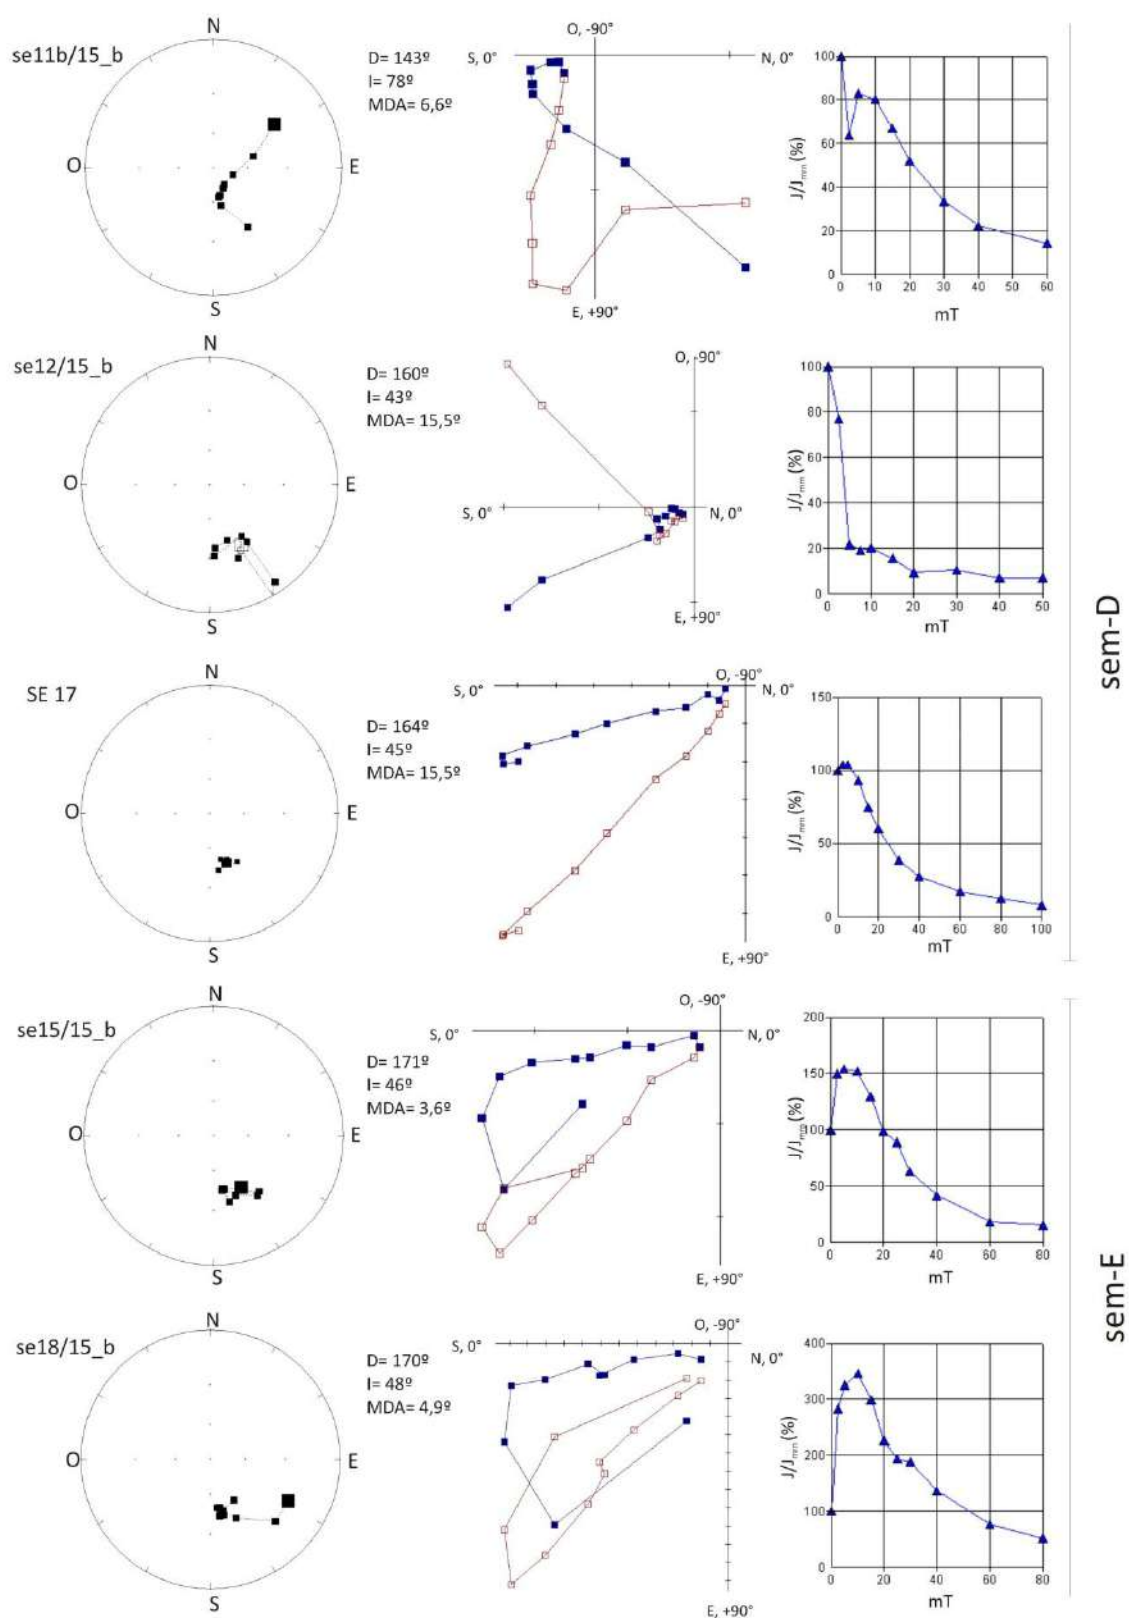 se11b/15_b
N
O
E
S
D= 143º
I= 78º
MDA= 6,6º
O, -90°
S, 0°
N, 0°
E, +90°
J/Jmm (%)
100
80
60
40
20
0
0 10 20 30 40 50 60
mT
se12/15_b
N
O
E
S
D= 160º
I= 43º
MDA= 15,5º
O, -90°
S, 0°
N, 0°
E, +90°
J/Jmm (%)
100
80
60
40
20
0
0 10 20 30 40 50
mT
sem-D
SE 17
N
O
E
S
D= 164º
I= 45º
MDA= 15,5º
O, -90°
S, 0°
N, 0°
E, +90°
J/Jmm (%)
150
100
50
0
0 20 40 60 80 100
mT
se15/15_b
N
O
E
S
D= 171º
I= 46º
MDA= 3,6º
O, -90°
S, 0°
N, 0°
E, +90°
J/Jmm (%)
200
150
100
50
0
0 20 40 60 80
mT
sem-E
se18/15_b
N
O
E
S
D= 170º
I= 48º
MDA= 4,9º
O, -90°
S, 0°
N, 0°
E, +90°
J/Jmm (%)
400
300
200
100
0
0 20 40 60 80
mT